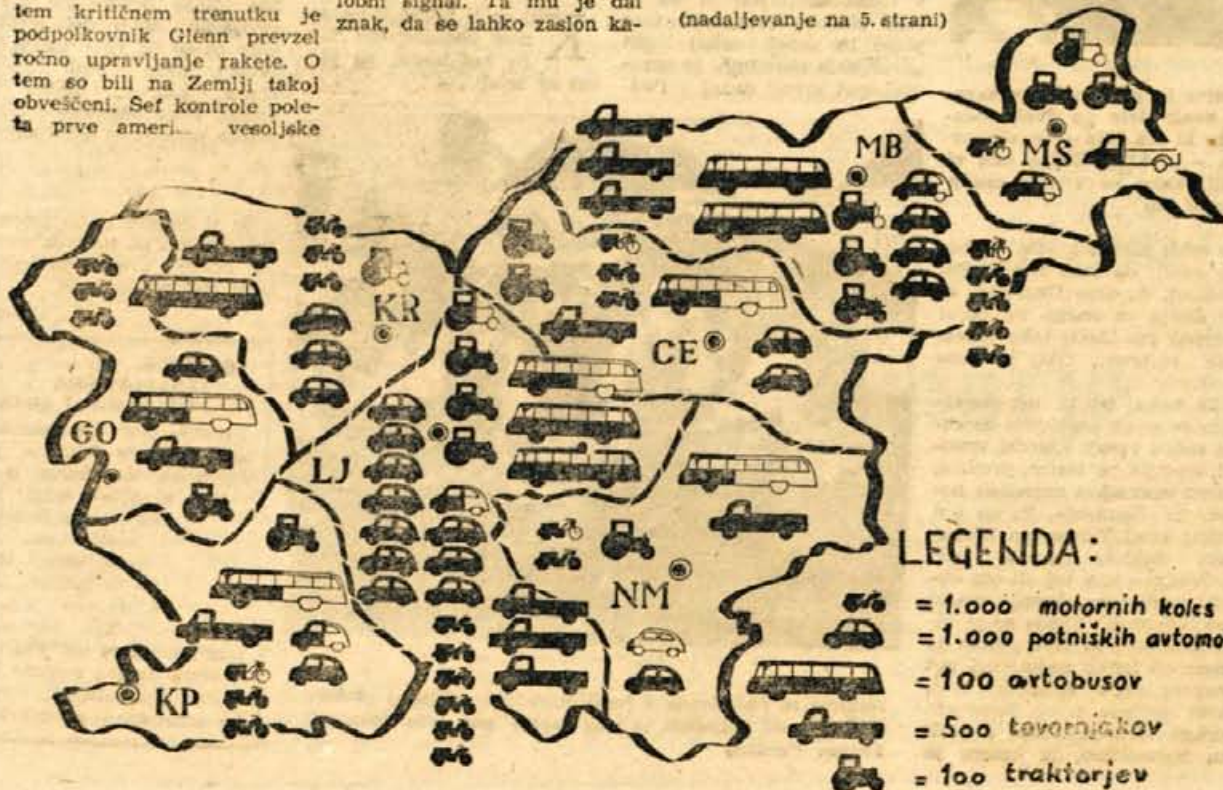 tem kritičnem trenutku je
podpolkovnik Glenn prevzel
ročno upravljanje rakete. O
tem so bili na Zemlji takoj
obveščeni. Šef kontrole pole-
ta prve ameri... vesoljske
signal. Ta mu je dal
znak, da se lahko zaslon ka-
(nadaljevanje na 5. strani)
MB
MS
KR
CE
GO
LJ
NM
KP
LEGENDA:
= 1.000 motornih koles
= 1.000 potniških avtomo
= 100 avtobusov
= 500 tovornjakov
= 100 traktorjev